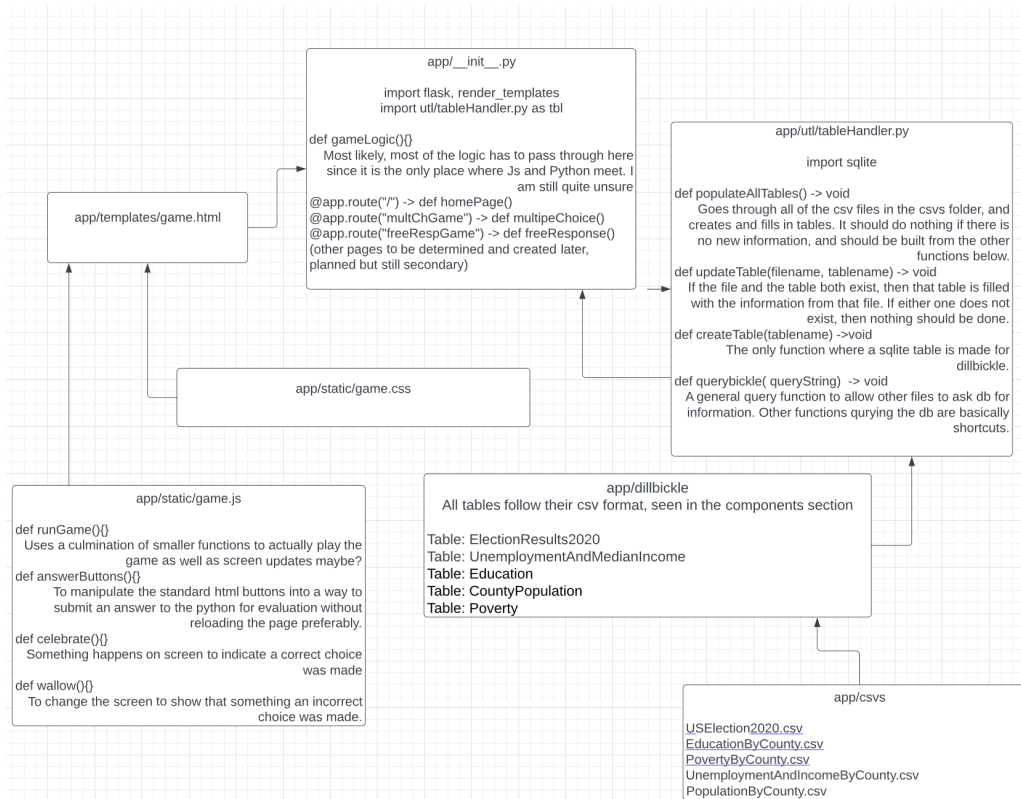 app/__init__.py
import flask, render_templates
import utl/tableHandler.py as tbl
def gameLogic(){}
Most likely, most of the logic has to pass through here
since it is the only place where Js and Python meet. I
am still quite unsure
@app.route("/") -> def homePage()
@app.route("multChGame") -> def multipeChoice()
@app.route("freeRespGame") -> def freeResponse()
(other pages to be determined and created later,
planned but still secondary)
app/utl/tableHandler.py
import sqlite
def populateAllTables() -> void
Goes through all of the csv files in the csvs folder, and
creates and fills in tables. It should do nothing if there is
no new information, and should be built from the other
functions below.
def updateTable(filename, tablename) -> void
If the file and the table both exist, then that table is filled
with the information from that file. If either one does not
exist, then nothing should be done.
def createTable(tablename) ->void
The only function where a sqlite table is made for
dillbickle.
def querybickle( queryString)  -> void
A general query function to allow other files to ask db for
information. Other functions qurying the db are basically
shortcuts.
app/templates/game.html
app/static/game.css
app/static/game.js
def runGame(){}
Uses a culmination of smaller functions to actually play the
game as well as screen updates maybe?
def answerButtons(){}
To manipulate the standard html buttons into a way to
submit an answer to the python for evaluation without
reloading the page preferably.
def celebrate(){}
Something happens on screen to indicate a correct choice
was made
def wallow(){}
To change the screen to show that something an incorrect
choice was made.
app/dillbickle
All tables follow their csv format, seen in the components section
Table: ElectionResults2020
Table: UnemploymentAndMedianIncome
Table: Education
Table: CountyPopulation
Table: Poverty
app/csvs
USElection2020.csv
EducationByCounty.csv
PovertyByCounty.csv
UnemploymentAndIncomeByCounty.csv
PopulationByCounty.csv